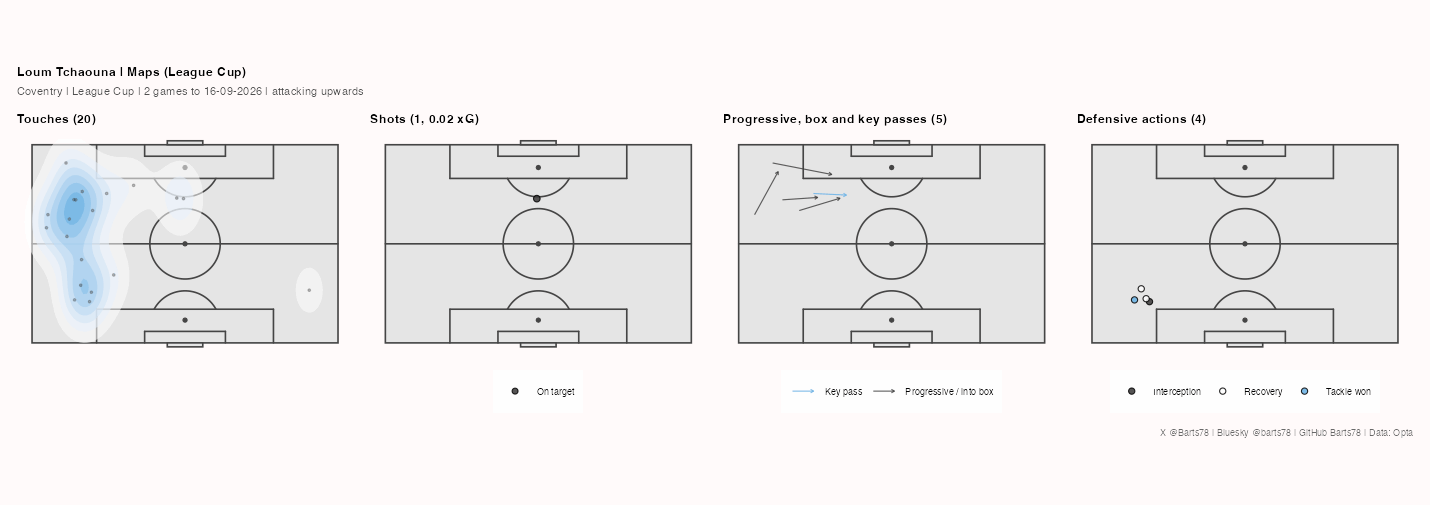 Loum Tchaouna | Maps (League Cup)
Coventry | League Cup | 2 games to 16-09-2026 | attacking upwards
Touches (20)
Shots (1, 0.02 xG)
Progressive, box and key passes (5)
Defensive actions (4)
On target
Key pass
Progressive / into box
Interception
Recovery
Tackle won
X @Barts78 | Bluesky @barts78 | GitHub Barts78 | Data: Opta